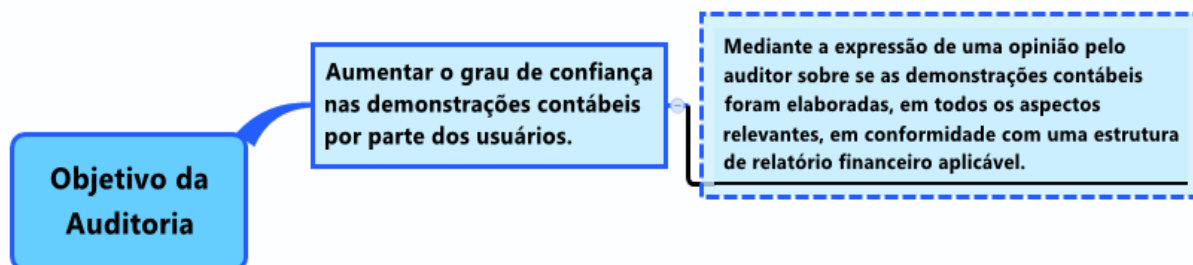 Objetivo da
Auditoria
Aumentar o grau de confiança
nas demonstrações contábeis
por parte dos usuários.
Mediante a expressão de uma opinião pelo
auditor sobre se as demonstrações contábeis
foram elaboradas, em todos os aspectos
relevantes, em conformidade com uma estrutura
de relatório financeiro aplicável.